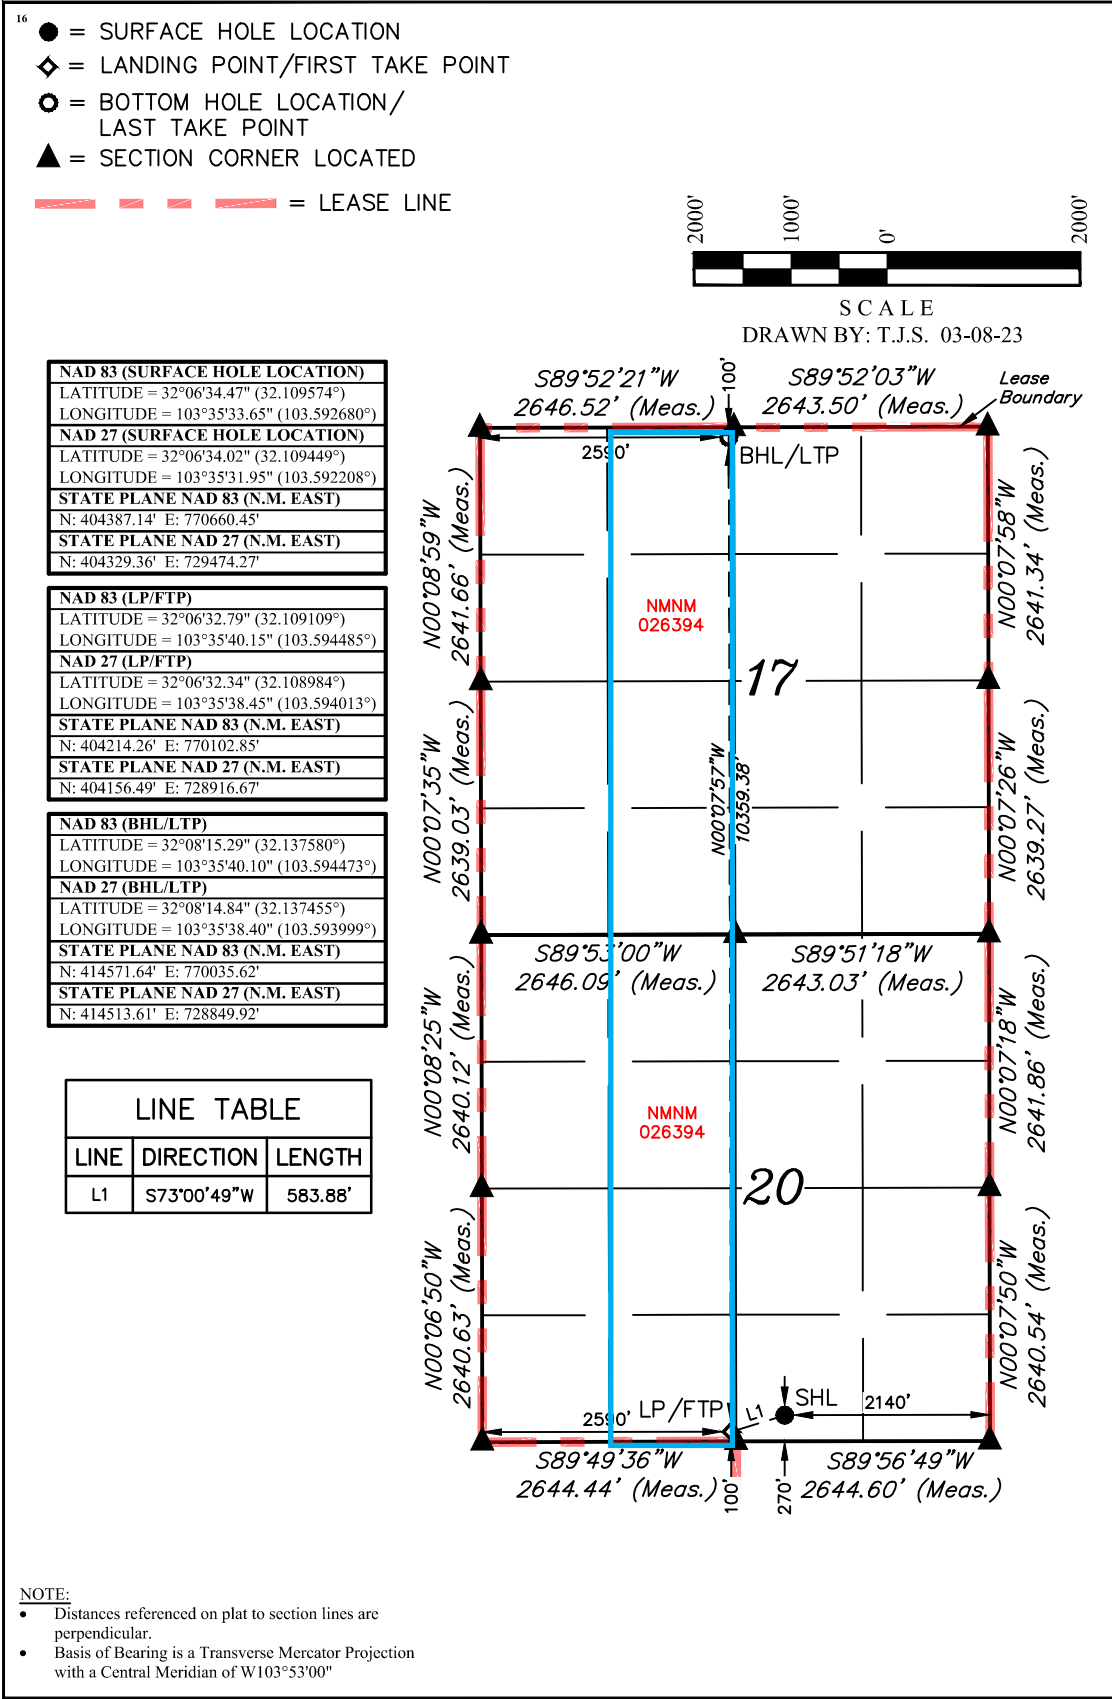 16
= SURFACE HOLE LOCATION
= LANDING POINT/FIRST TAKE POINT
= BOTTOM HOLE LOCATION/
LAST TAKE POINT
= SECTION CORNER LOCATED
= LEASE LINE
2000' 1000' 0' 2000'
SCALE
DRAWN BY: T.J.S. 03-08-23
NAD 83 (SURFACE HOLE LOCATION)
LATITUDE = 32°06'34.47" (32.109574°)
LONGITUDE = 103°35'33.65" (103.592680°)
NAD 27 (SURFACE HOLE LOCATION)
LATITUDE = 32°06'34.02" (32.109449°)
LONGITUDE = 103°35'31.95" (103.592208°)
STATE PLANE NAD 83 (N.M. EAST)
N: 404387.14' E: 770660.45'
STATE PLANE NAD 27 (N.M. EAST)
N: 404329.36' E: 729474.27'
NAD 83 (LP/FTP)
LATITUDE = 32°06'32.79" (32.109109°)
LONGITUDE = 103°35'40.15" (103.594485°)
NAD 27 (LP/FTP)
LATITUDE = 32°06'32.34" (32.108984°)
LONGITUDE = 103°35'38.45" (103.594013°)
STATE PLANE NAD 83 (N.M. EAST)
N: 404214.26' E: 770102.85'
STATE PLANE NAD 27 (N.M. EAST)
N: 404156.49' E: 728916.67'
NAD 83 (BHL/LTP)
LATITUDE = 32°08'15.29" (32.137580°)
LONGITUDE = 103°35'40.10" (103.594473°)
NAD 27 (BHL/LTP)
LATITUDE = 32°08'14.84" (32.137455°)
LONGITUDE = 103°35'38.40" (103.593999°)
STATE PLANE NAD 83 (N.M. EAST)
N: 414571.64' E: 770035.62'
STATE PLANE NAD 27 (N.M. EAST)
N: 414513.61' E: 728849.92'
LINE TABLE
LINE DIRECTION LENGTH
L1 S73°00'49"W 583.88'
S89°52'21"W
2646.52' (Meas.)
100'
S89°52'03"W
2643.50' (Meas.)
Lease
Boundary
2590'
BHL/LTP
N00°08'59"W
2641.66' (Meas.)
N00°07'58"W
2641.34' (Meas.)
NMNM
026394
17
N00°07'35"W
2639.03' (Meas.)
N00°07'57"W
10359.38'
N00°07'26"W
2639.27' (Meas.)
S89°53'00"W
2646.09' (Meas.)
S89°51'18"W
2643.03' (Meas.)
N00°08'25"W
2640.12' (Meas.)
N00°07'18"W
2641.86' (Meas.)
NMNM
026394
20
N00°06'50"W
2640.63' (Meas.)
N00°07'50"W
2640.54' (Meas.)
2590'
LP/FTP
L1
SHL
2140'
S89°49'36"W
2644.44' (Meas.)
100'
270'
S89°56'49"W
2644.60' (Meas.)
NOTE:
• Distances referenced on plat to section lines are
perpendicular.
• Basis of Bearing is a Transverse Mercator Projection
with a Central Meridian of W103°53'00"